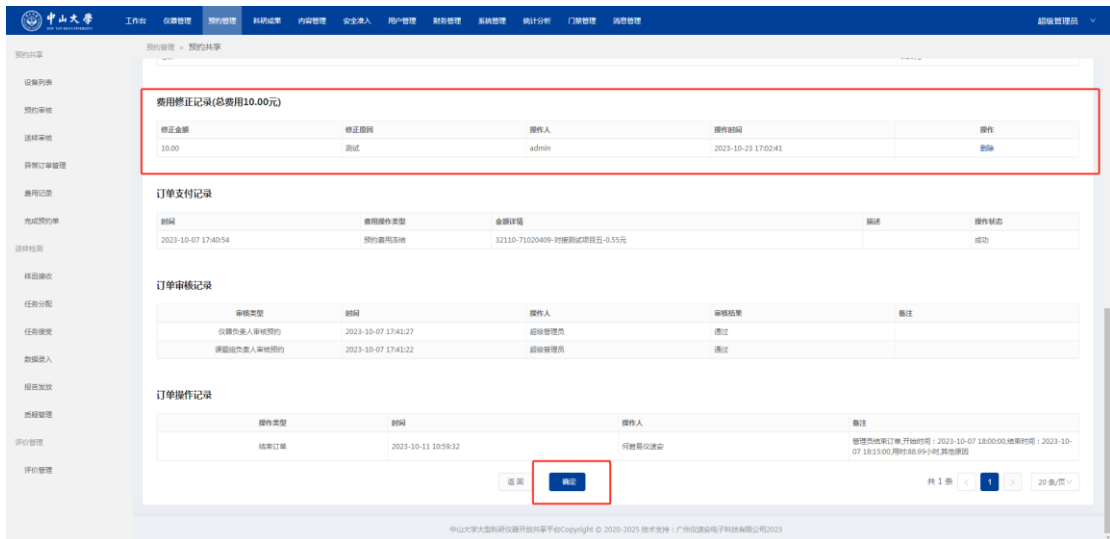 中山大學
SUN YAT-SEN UNIVERSITY
工作台 仪器管理 预约管理 科研成果 内容管理 安全准入 用户管理 财务管理 系统管理 统计分析 门禁管理 消息管理 超级管理员
预约管理 > 预约共享
预约共享
设备列表
预约审核
送样审核
异常订单管理
费用记录
完成预约单
送样检测
样品接收
任务分配
任务接受
数据录入
报告发放
质疑管理
评价管理
评价管理
费用修正记录(总费用10.00元)
修正金额 修正原因 操作人 操作时间 操作
10.00 测试 admin 2023-10-23 17:02:41 删除
订单支付记录
时间 费用操作类型 金额详情 描述 操作状态
2023-10-07 17:40:54 预约费用冻结 32110-71020409-对接测试项目五-0.55元 成功
订单审核记录
审核类型 时间 操作人 审核结果 备注
仪器负责人审核预约 2023-10-07 17:41:27 超级管理员 通过
课题组负责人审核预约 2023-10-07 17:41:22 超级管理员 通过
订单操作记录
操作类型 时间 操作人 备注
结束订单 2023-10-11 10:59:32 何君易仪速安 管理员结束订单,开始时间：2023-10-07 18:00:00,结束时间：2023-10-
07 18:15:00,用时:88.99小时,其他原因
返回 确定 共 1 条 < 1 > 20 条/页
中山大学大型科研仪器开放共享平台Copyright © 2020-2025 技术支持：广州仪速安电子科技有限公司2023